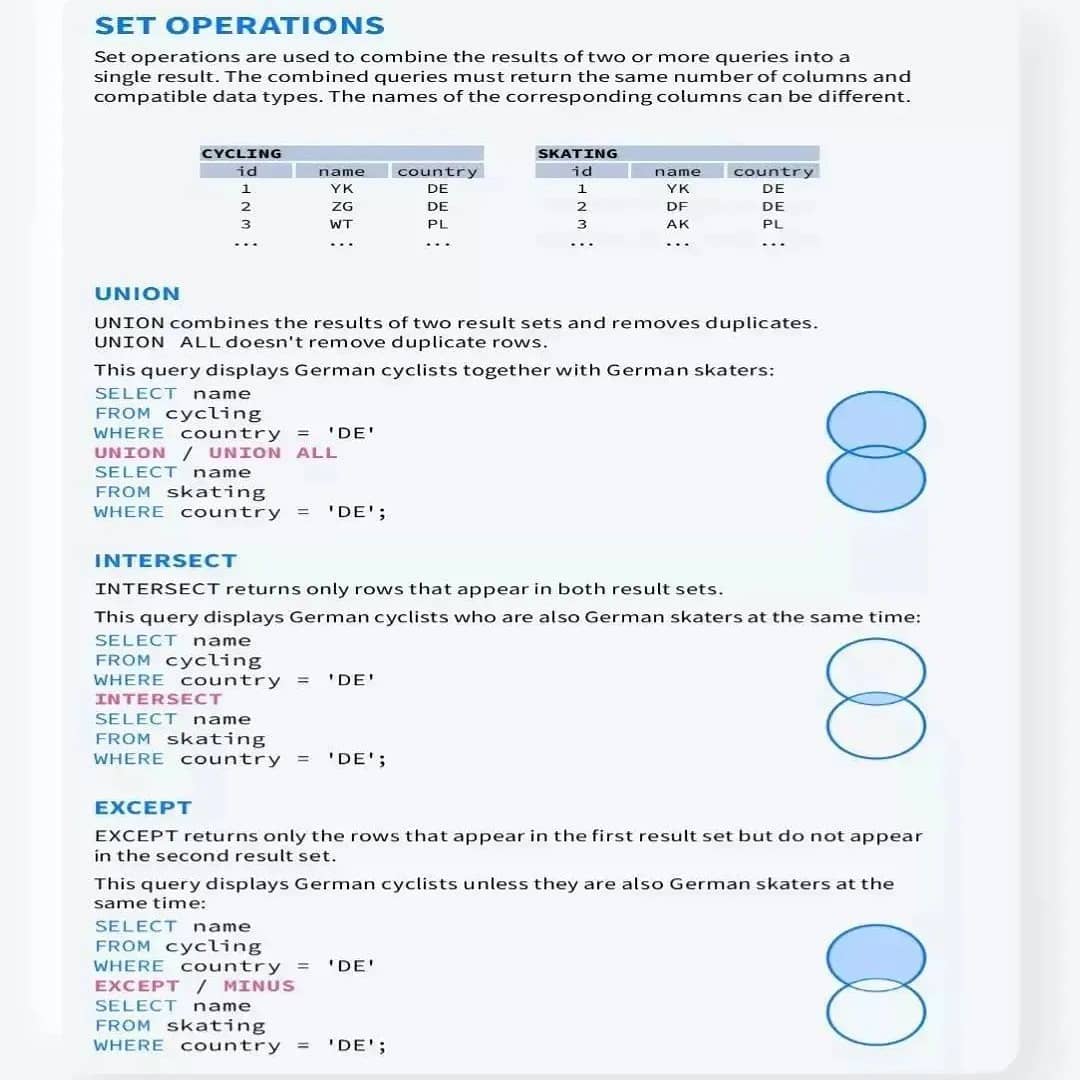 SET OPERATIONS
Set operations are used to combine the results of two or more queries into a
single result. The combined queries must return the same number of columns and
compatible data types. The names of the corresponding columns can be different.
CYCLING SKATING
id name country id name country
1 YK DE 1 YK DE
2 ZG DE 2 DF DE
3 WT PL 3 AK PL
... ... ... ... ... ...
UNION
UNION combines the results of two result sets and removes duplicates.
UNION ALL doesn't remove duplicate rows.
This query displays German cyclists together with German skaters:
SELECT name
FROM cycling
WHERE country = 'DE'
UNION / UNION ALL
SELECT name
FROM skating
WHERE country = 'DE';
INTERSECT
INTERSECT returns only rows that appear in both result sets.
This query displays German cyclists who are also German skaters at the same time:
SELECT name
FROM cycling
WHERE country = 'DE'
INTERSECT
SELECT name
FROM skating
WHERE country = 'DE';
EXCEPT
EXCEPT returns only the rows that appear in the first result set but do not appear
in the second result set.
This query displays German cyclists unless they are also German skaters at the
same time:
SELECT name
FROM cycling
WHERE country = 'DE'
EXCEPT / MINUS
SELECT name
FROM skating
WHERE country = 'DE';